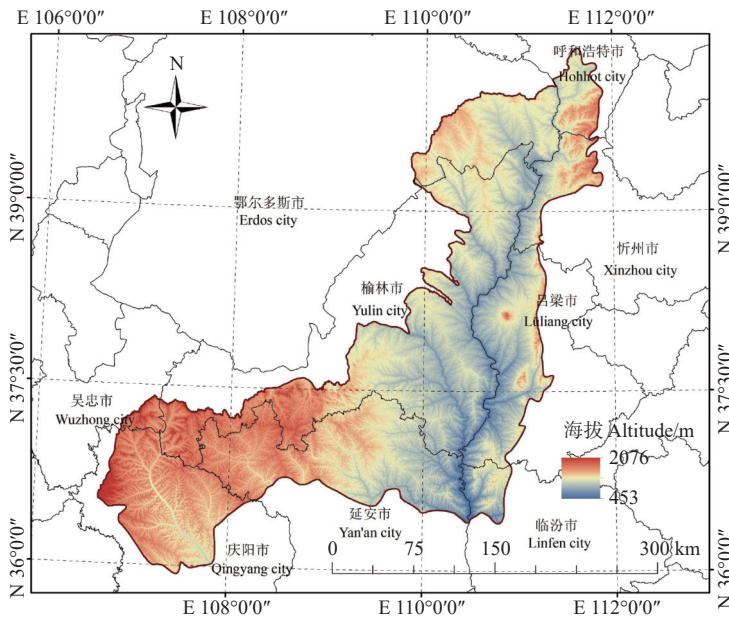 E 106°0′0″ E 108°0′0″ E 110°0′0″ E 112°0′0″
N
呼和浩特市
Hohhot city
N 39°0′0″
N 39°0′0″
鄂尔多斯市
Erdos city
忻州市
Xinzhou city
榆林市
Yulin city
吕梁市
Lüliang city
N 37°30′0″
N 37°30′0″
吴忠市
Wuzhong city
海拔 Altitude/m
2076
453
延安市
Yan'an city
临汾市
Linfen city
庆阳市
Qingyang city
0 75 150 300 km
N 36°0′0″
N 36°0′0″
E 108°0′0″ E 110°0′0″ E 112°0′0″